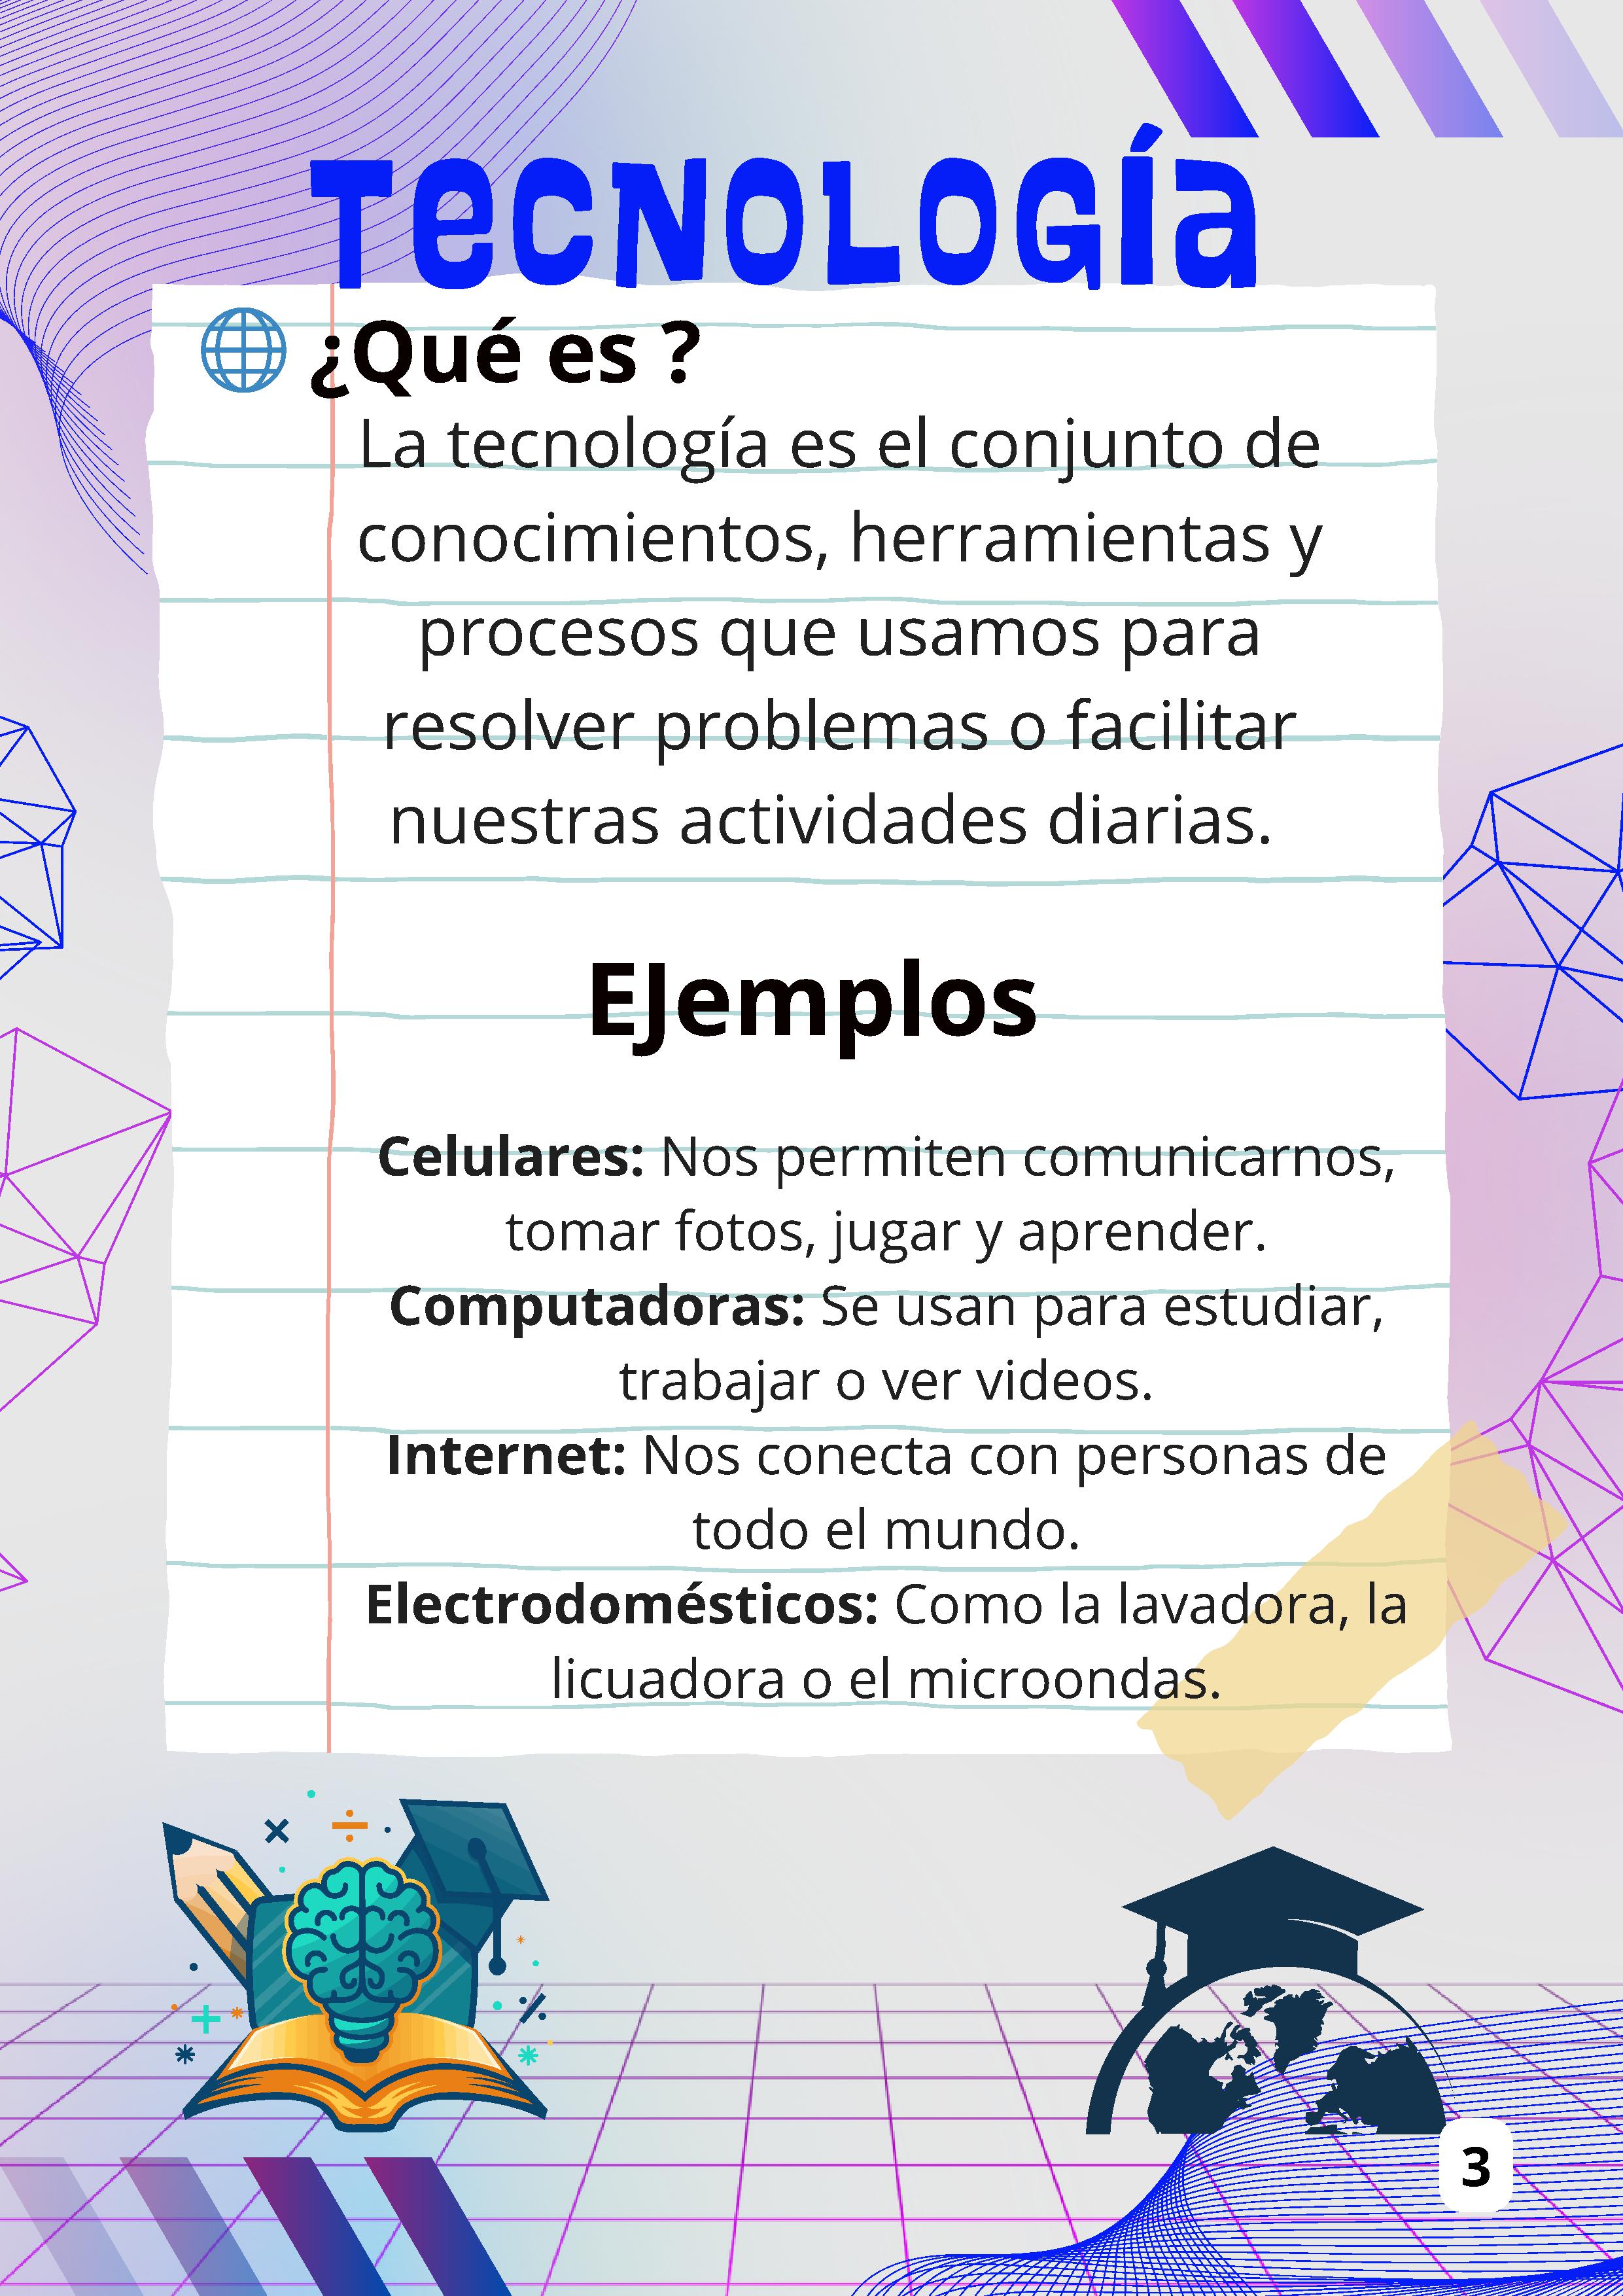 Tecnología
¿Qué es ?
La tecnología es el conjunto de
conocimientos, herramientas y
procesos que usamos para
resolver problemas o facilitar
nuestras actividades diarias.
EJemplos
Celulares: Nos permiten comunicarnos,
tomar fotos, jugar y aprender.
Computadoras: Se usan para estudiar,
trabajar o ver videos.
Internet: Nos conecta con personas de
todo el mundo.
Electrodomésticos: Como la lavadora, la
licuadora o el microondas.
3